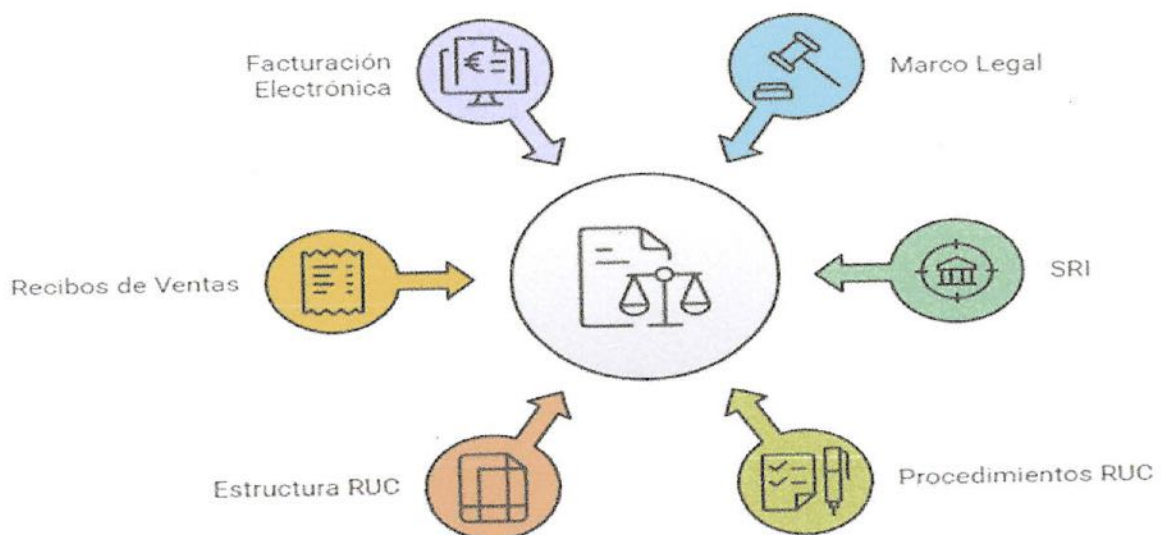 Facturación
Electrónica
Marco Legal
Recibos de Ventas
SRI
Estructura RUC
Procedimientos RUC